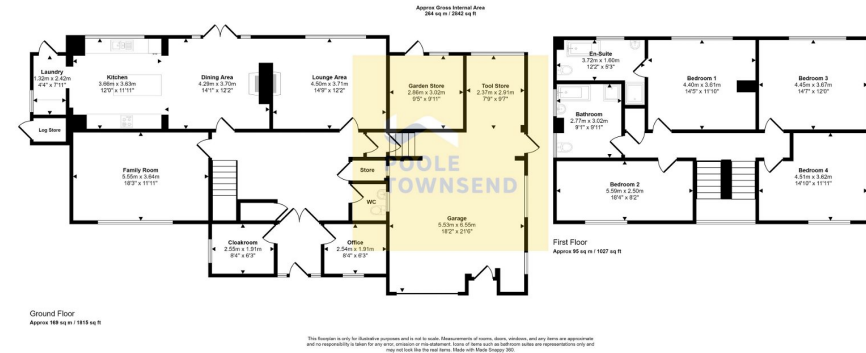 Approx Gross Internal Area
264 sq m / 2842 sq ft
Laundry
1.32m x 2.42m
4'4" x 7'11"
Log Store
Kitchen
3.66m x 3.63m
12'0" x 11'11"
Dining Area
4.29m x 3.70m
14'1" x 12'2"
Lounge Area
4.50m x 3.71m
14'9" x 12'2"
Garden Store
2.86m x 3.02m
9'5" x 9'11"
Tool Store
2.37m x 2.91m
7'9" x 9'7"
Family Room
5.55m x 3.64m
18'3" x 11'11"
Store
WC
POOLE
TOWNSEND
Garage
5.53m x 6.55m
18'2" x 21'6"
Cloakroom
2.55m x 1.91m
8'4" x 6'3"
Office
2.54m x 1.91m
8'4" x 6'3"
Ground Floor
Approx 169 sq m / 1815 sq ft
En-Suite
3.72m x 1.60m
12'2" x 5'3"
Bedroom 1
4.40m x 3.61m
14'5" x 11'10"
Bedroom 3
4.45m x 3.67m
14'7" x 12'0"
Bathroom
2.77m x 3.02m
9'1" x 9'11"
Bedroom 2
5.59m x 2.50m
18'4" x 8'2"
Bedroom 4
4.51m x 3.62m
14'10" x 11'11"
First Floor
Approx 95 sq m / 1027 sq ft
This floorplan is only for illustrative purposes and is not to scale. Measurements of rooms, doors, windows, and any items are approximate
and no responsibility is taken for any error, omission or mis-statement. Icons of items such as bathroom suites are representations only and
may not look like the real items. Made with Made Snappy 360.